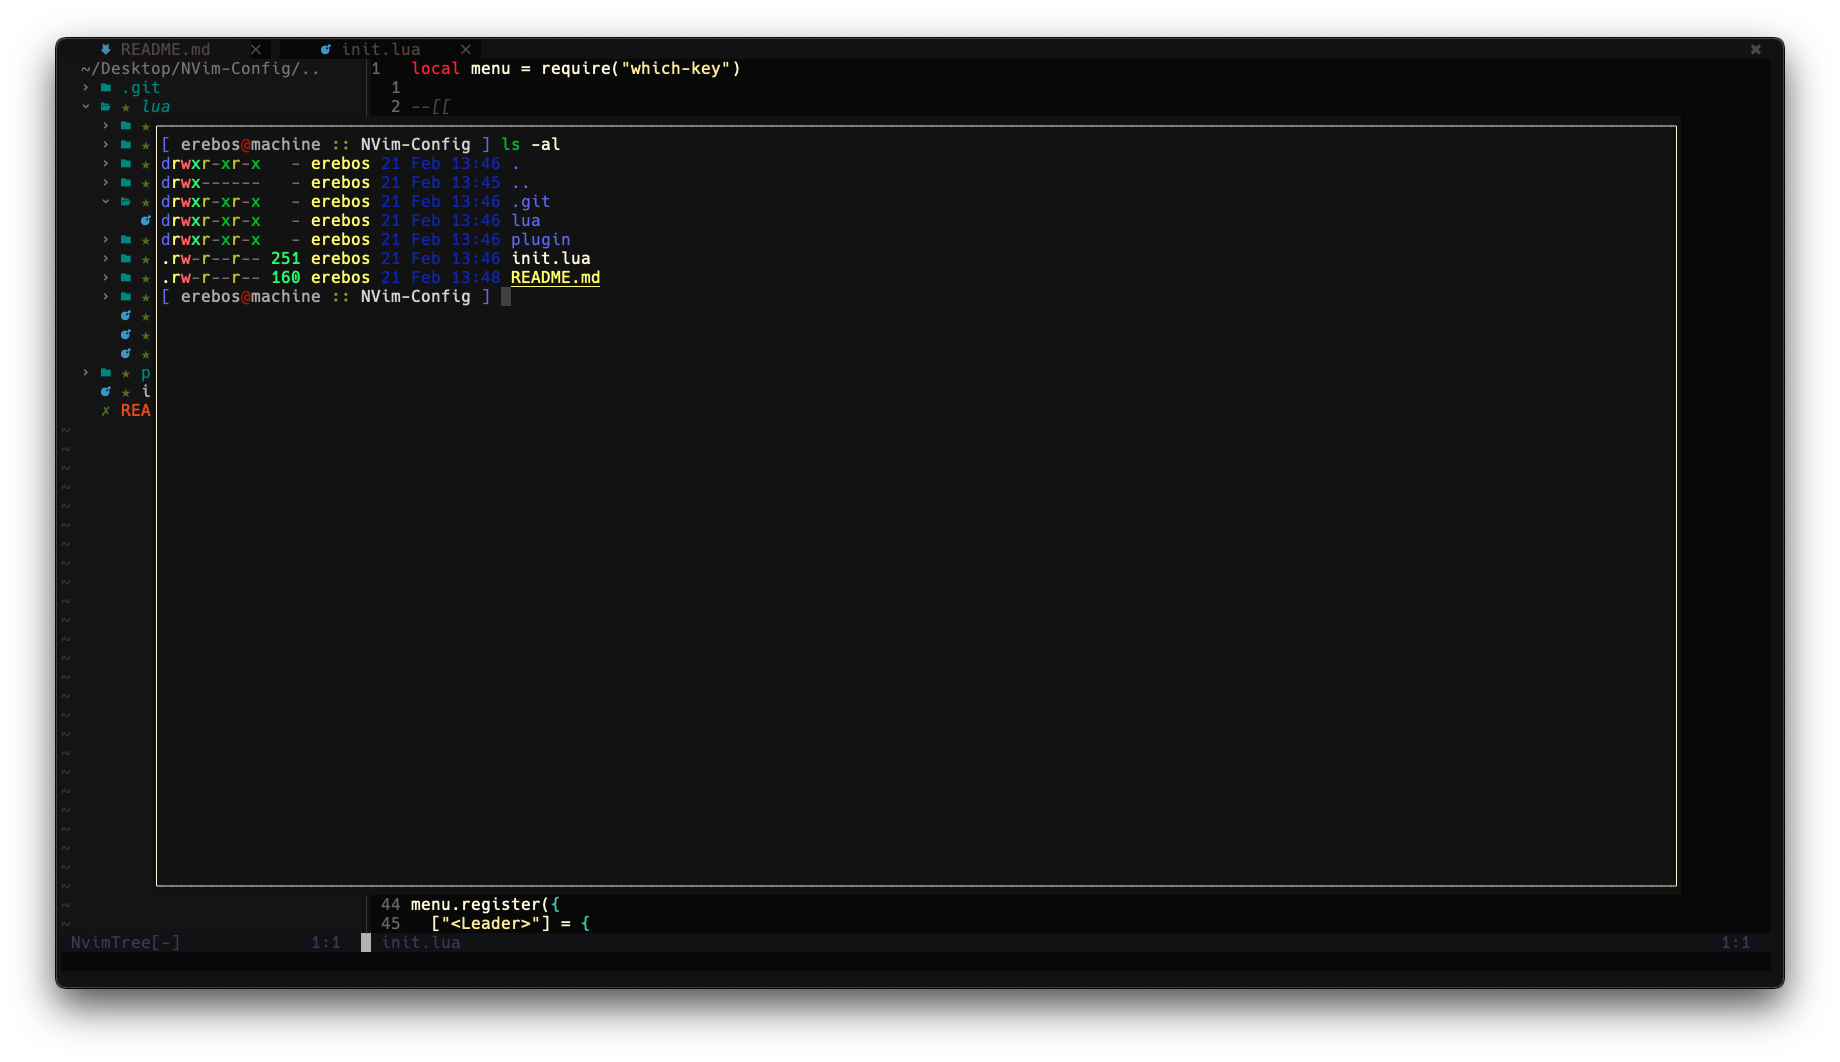 README.md init.lua
~/Desktop/NVim-Config/..
.git
lua
1 local menu = require("which-key")
1
2 --[[
[ erebos@machine :: NVim-Config ] ls -al
drwxr-xr-x - erebos 21 Feb 13:46 .
drwx------ - erebos 21 Feb 13:45 ..
drwxr-xr-x - erebos 21 Feb 13:46 .git
drwxr-xr-x - erebos 21 Feb 13:46 lua
drwxr-xr-x - erebos 21 Feb 13:46 plugin
.rw-r--r-- 251 erebos 21 Feb 13:46 init.lua
.rw-r--r-- 160 erebos 21 Feb 13:48 README.md
[ erebos@machine :: NVim-Config ]
p
i
REA
44 menu.register({
45 ["<Leader>"] = {
NvimTree[-] 1:1 init.lua 1:1